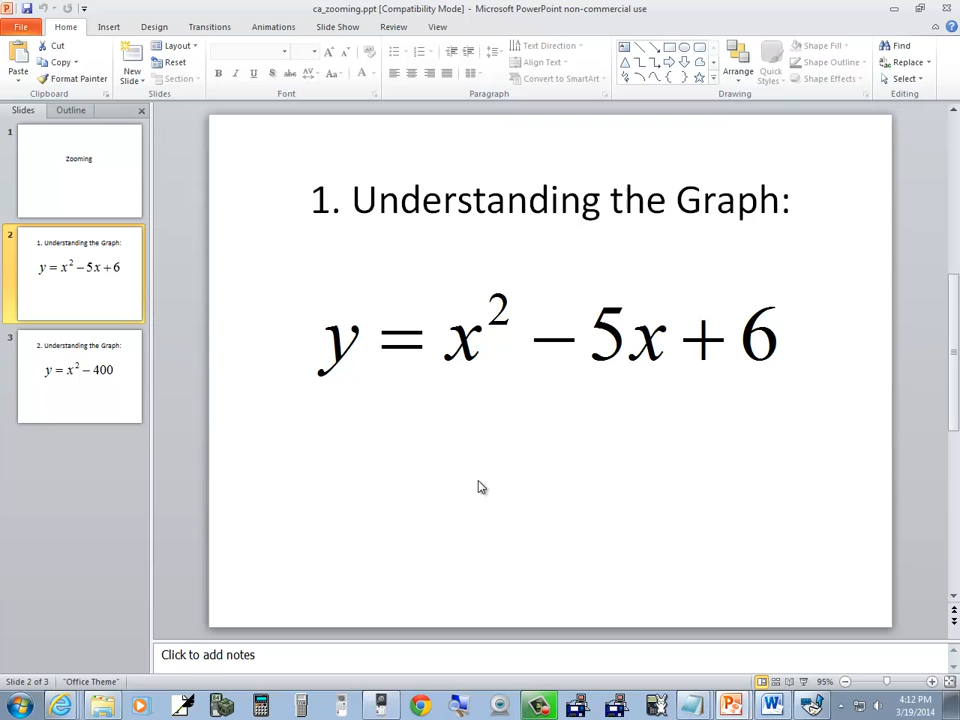 ca_zooming.ppt [Compatibility Mode] - Microsoft PowerPoint non-commercial use
File Home Insert Design Transitions Animations Slide Show Review View
Paste
Cut
Copy
Format Painter
Clipboard
New Slide
Layout
Reset
Section
Slides
B I U S abc AV Aa A
Font
Text Direction
Align Text
Convert to SmartArt
Paragraph
Arrange
Quick Styles
Shape Fill
Shape Outline
Shape Effects
Drawing
Find
Replace
Select
Editing
Slides Outline
1
Zooming
2
1. Understanding the Graph:
y = x² − 5x + 6
3
2. Understanding the Graph:
y = x² − 400
1. Understanding the Graph:
y = x² − 5x + 6
Click to add notes
Slide 2 of 3 "Office Theme" 95%
4:12 PM
3/19/2014